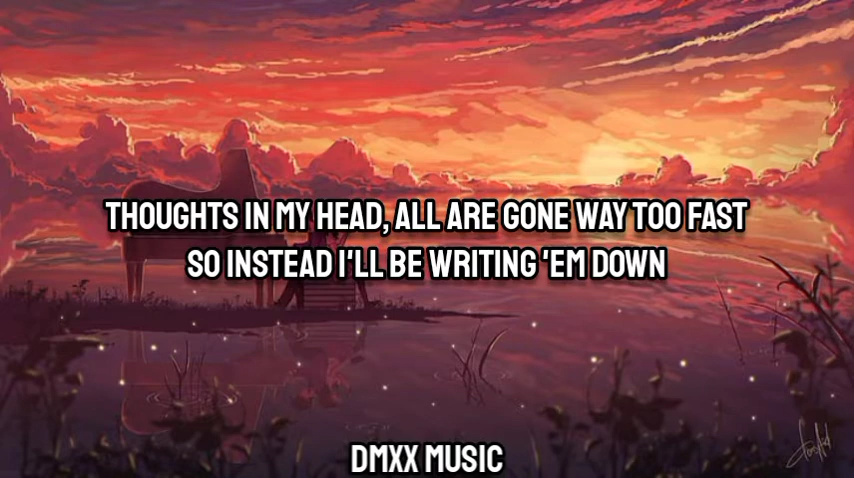 THOUGHTS IN MY HEAD, ALL ARE GONE WAY TOO FAST
SO INSTEAD I'LL BE WRITING 'EM DOWN
DMXX MUSIC